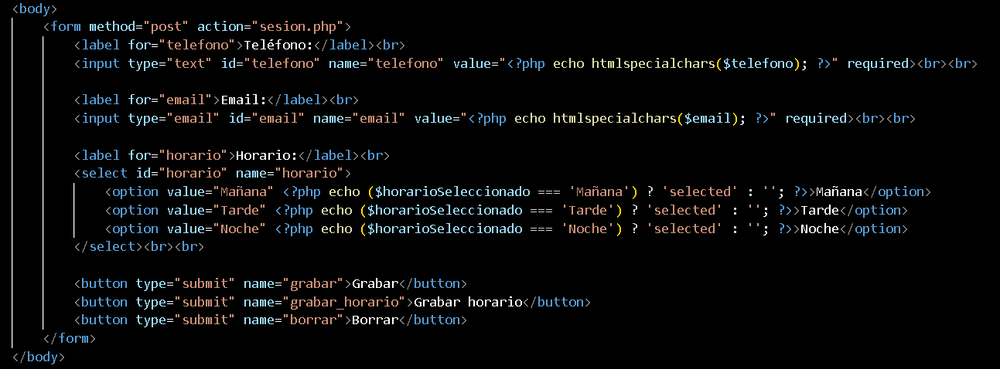 <body>
<form method="post" action="sesion.php">
<label for="telefono">Teléfono:</label><br>
<input type="text" id="telefono" name="telefono" value="<?php echo htmlspecialchars($telefono); ?>" required><br><br>
<label for="email">Email:</label><br>
<input type="email" id="email" name="email" value="<?php echo htmlspecialchars($email); ?>" required><br><br>
<label for="horario">Horario:</label><br>
<select id="horario" name="horario">
<option value="Mañana" <?php echo ($horarioSeleccionado === 'Mañana') ? 'selected' : ''; ?>>Mañana</option>
<option value="Tarde" <?php echo ($horarioSeleccionado === 'Tarde') ? 'selected' : ''; ?>>Tarde</option>
<option value="Noche" <?php echo ($horarioSeleccionado === 'Noche') ? 'selected' : ''; ?>>Noche</option>
</select><br><br>
<button type="submit" name="grabar">Grabar</button>
<button type="submit" name="grabar_horario">Grabar horario</button>
<button type="submit" name="borrar">Borrar</button>
</form>
</body>